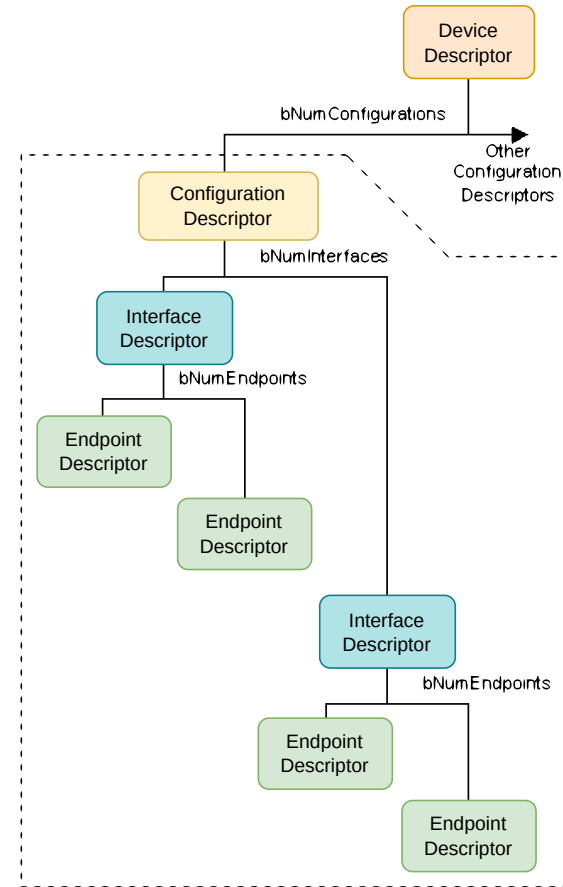 Device
Descriptor
bNumConfigurations
Other
Configuration
Descriptors
Configuration
Descriptor
bNumInterfaces
Interface
Descriptor
bNumEndpoints
Endpoint
Descriptor
Endpoint
Descriptor
Interface
Descriptor
bNumEndpoints
Endpoint
Descriptor
Endpoint
Descriptor